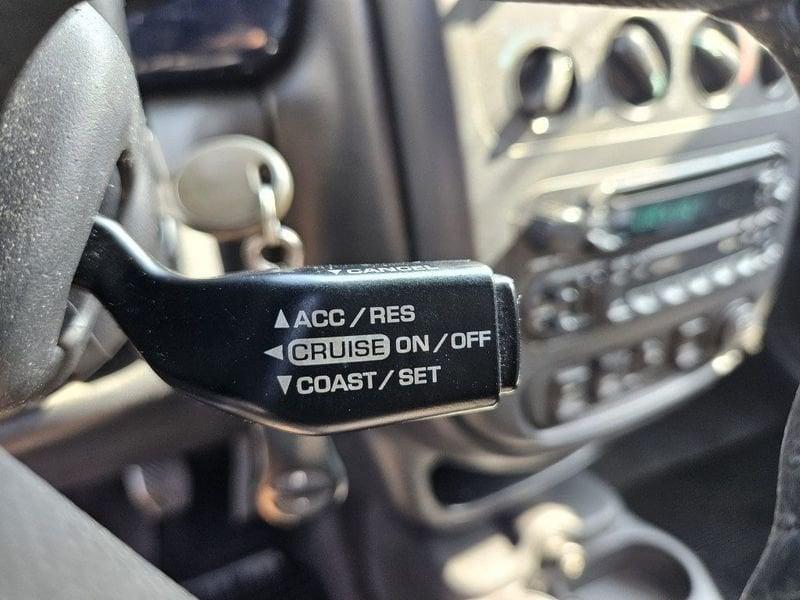 ▼CANCEL
▲ACC/RES
◄CRUISE ON/OFF
▼COAST/SET